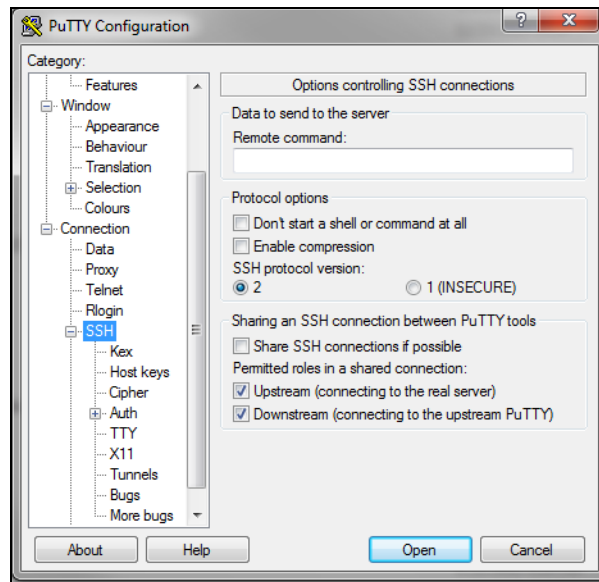 PuTTY Configuration
?
X
Category:
Features
Window
Appearance
Behaviour
Translation
Selection
Colours
Connection
Data
Proxy
Telnet
Rlogin
SSH
Kex
Host keys
Cipher
Auth
TTY
X11
Tunnels
Bugs
More bugs
Options controlling SSH connections
Data to send to the server
Remote command:
Protocol options
Don't start a shell or command at all
Enable compression
SSH protocol version:
2 1 (INSECURE)
Sharing an SSH connection between PuTTY tools
Share SSH connections if possible
Permitted roles in a shared connection:
Upstream (connecting to the real server)
Downstream (connecting to the upstream PuTTY)
About Help Open Cancel